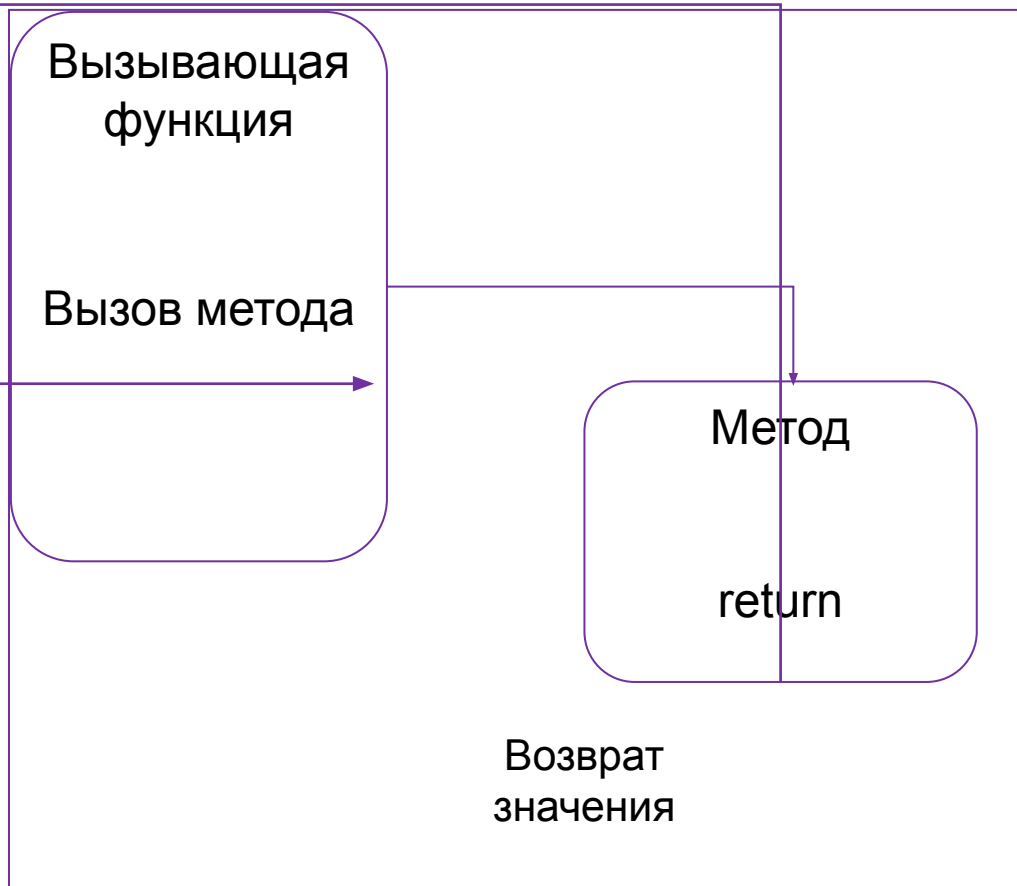 Вызывающая
функция
Вызов метода
Метод
return
Возврат
значения